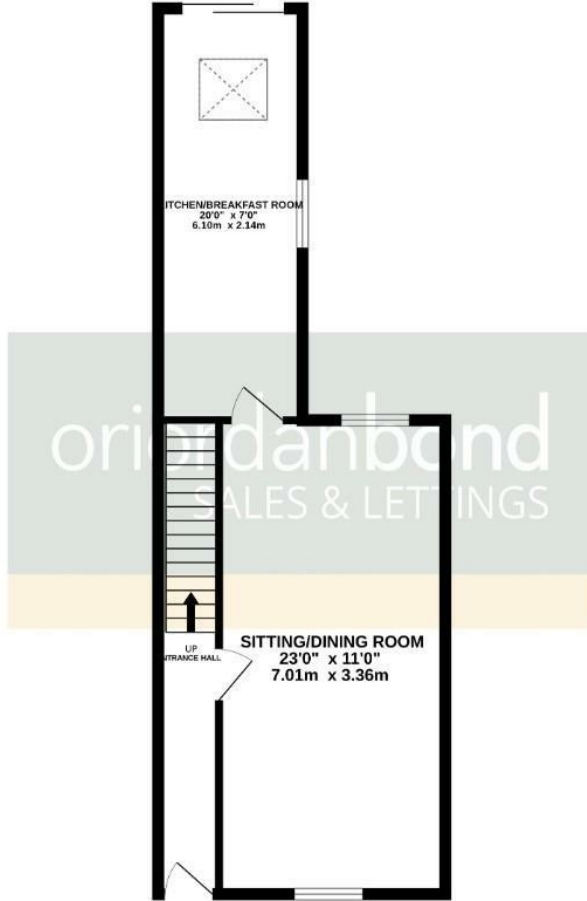 ITCHEN/BREAKFAST ROOM
20'0" x 7'0"
6.10m x 2.14m
oriordanbond
SALES & LETTINGS
UP
NTRANCE HALL
SITTING/DINING ROOM
23'0" x 11'0"
7.01m x 3.36m